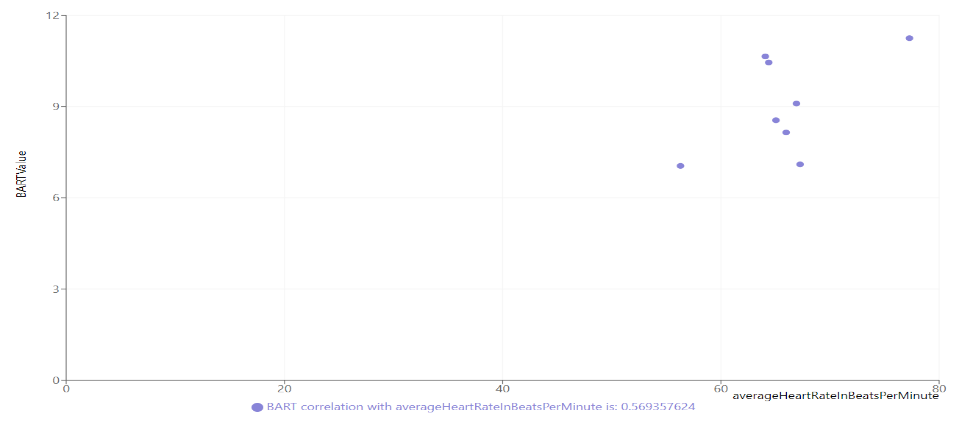 12
9
BARTValue
6
3
0
0 20 40 60 80
averageHeartRateInBeatsPerMinute
BART correlation with averageHeartRateInBeatsPerMinute is: 0.569357624